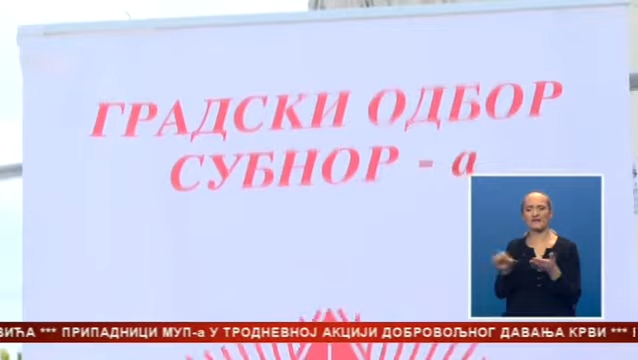 ГРАДСКИ ОДБОР
СУБНОР - а
*** ПРИПАДНИЦИ МУП-а У ТРОДНЕВНОЈ АКЦИЈИ ДОБРОВОЉНОГ ДАВАЊА КРВИ ***